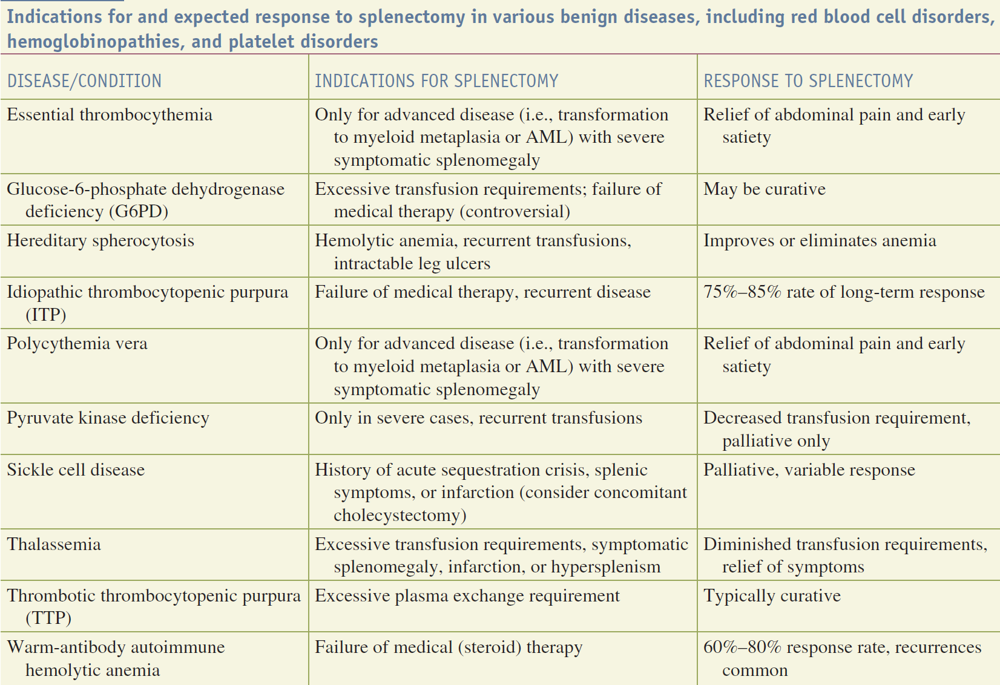 Indications for and expected response to splenectomy in various benign diseases, including red blood cell disorders,
hemoglobinopathies, and platelet disorders
DISEASE/CONDITION
INDICATIONS FOR SPLENECTOMY
RESPONSE TO SPLENECTOMY
Essential thrombocythemia
Only for advanced disease (i.e., transformation
to myeloid metaplasia or AML) with severe
symptomatic splenomegaly
Relief of abdominal pain and early
satiety
Glucose-6-phosphate dehydrogenase
deficiency (G6PD)
Excessive transfusion requirements; failure of
medical therapy (controversial)
May be curative
Hereditary spherocytosis
Hemolytic anemia, recurrent transfusions,
intractable leg ulcers
Improves or eliminates anemia
Idiopathic thrombocytopenic purpura
(ITP)
Failure of medical therapy, recurrent disease
75%–85% rate of long-term response
Polycythemia vera
Only for advanced disease (i.e., transformation
to myeloid metaplasia or AML) with severe
symptomatic splenomegaly
Relief of abdominal pain and early
satiety
Pyruvate kinase deficiency
Only in severe cases, recurrent transfusions
Decreased transfusion requirement,
palliative only
Sickle cell disease
History of acute sequestration crisis, splenic
symptoms, or infarction (consider concomitant
cholecystectomy)
Palliative, variable response
Thalassemia
Excessive transfusion requirements, symptomatic
splenomegaly, infarction, or hypersplenism
Diminished transfusion requirements,
relief of symptoms
Thrombotic thrombocytopenic purpura
(TTP)
Excessive plasma exchange requirement
Typically curative
Warm-antibody autoimmune
hemolytic anemia
Failure of medical (steroid) therapy
60%–80% response rate, recurrences
common